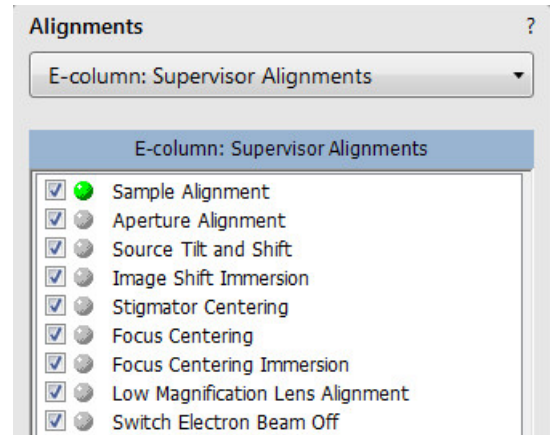 Alignments ?
E-column: Supervisor Alignments
E-column: Supervisor Alignments
Sample Alignment
Aperture Alignment
Source Tilt and Shift
Image Shift Immersion
Stigmator Centering
Focus Centering
Focus Centering Immersion
Low Magnification Lens Alignment
Switch Electron Beam Off